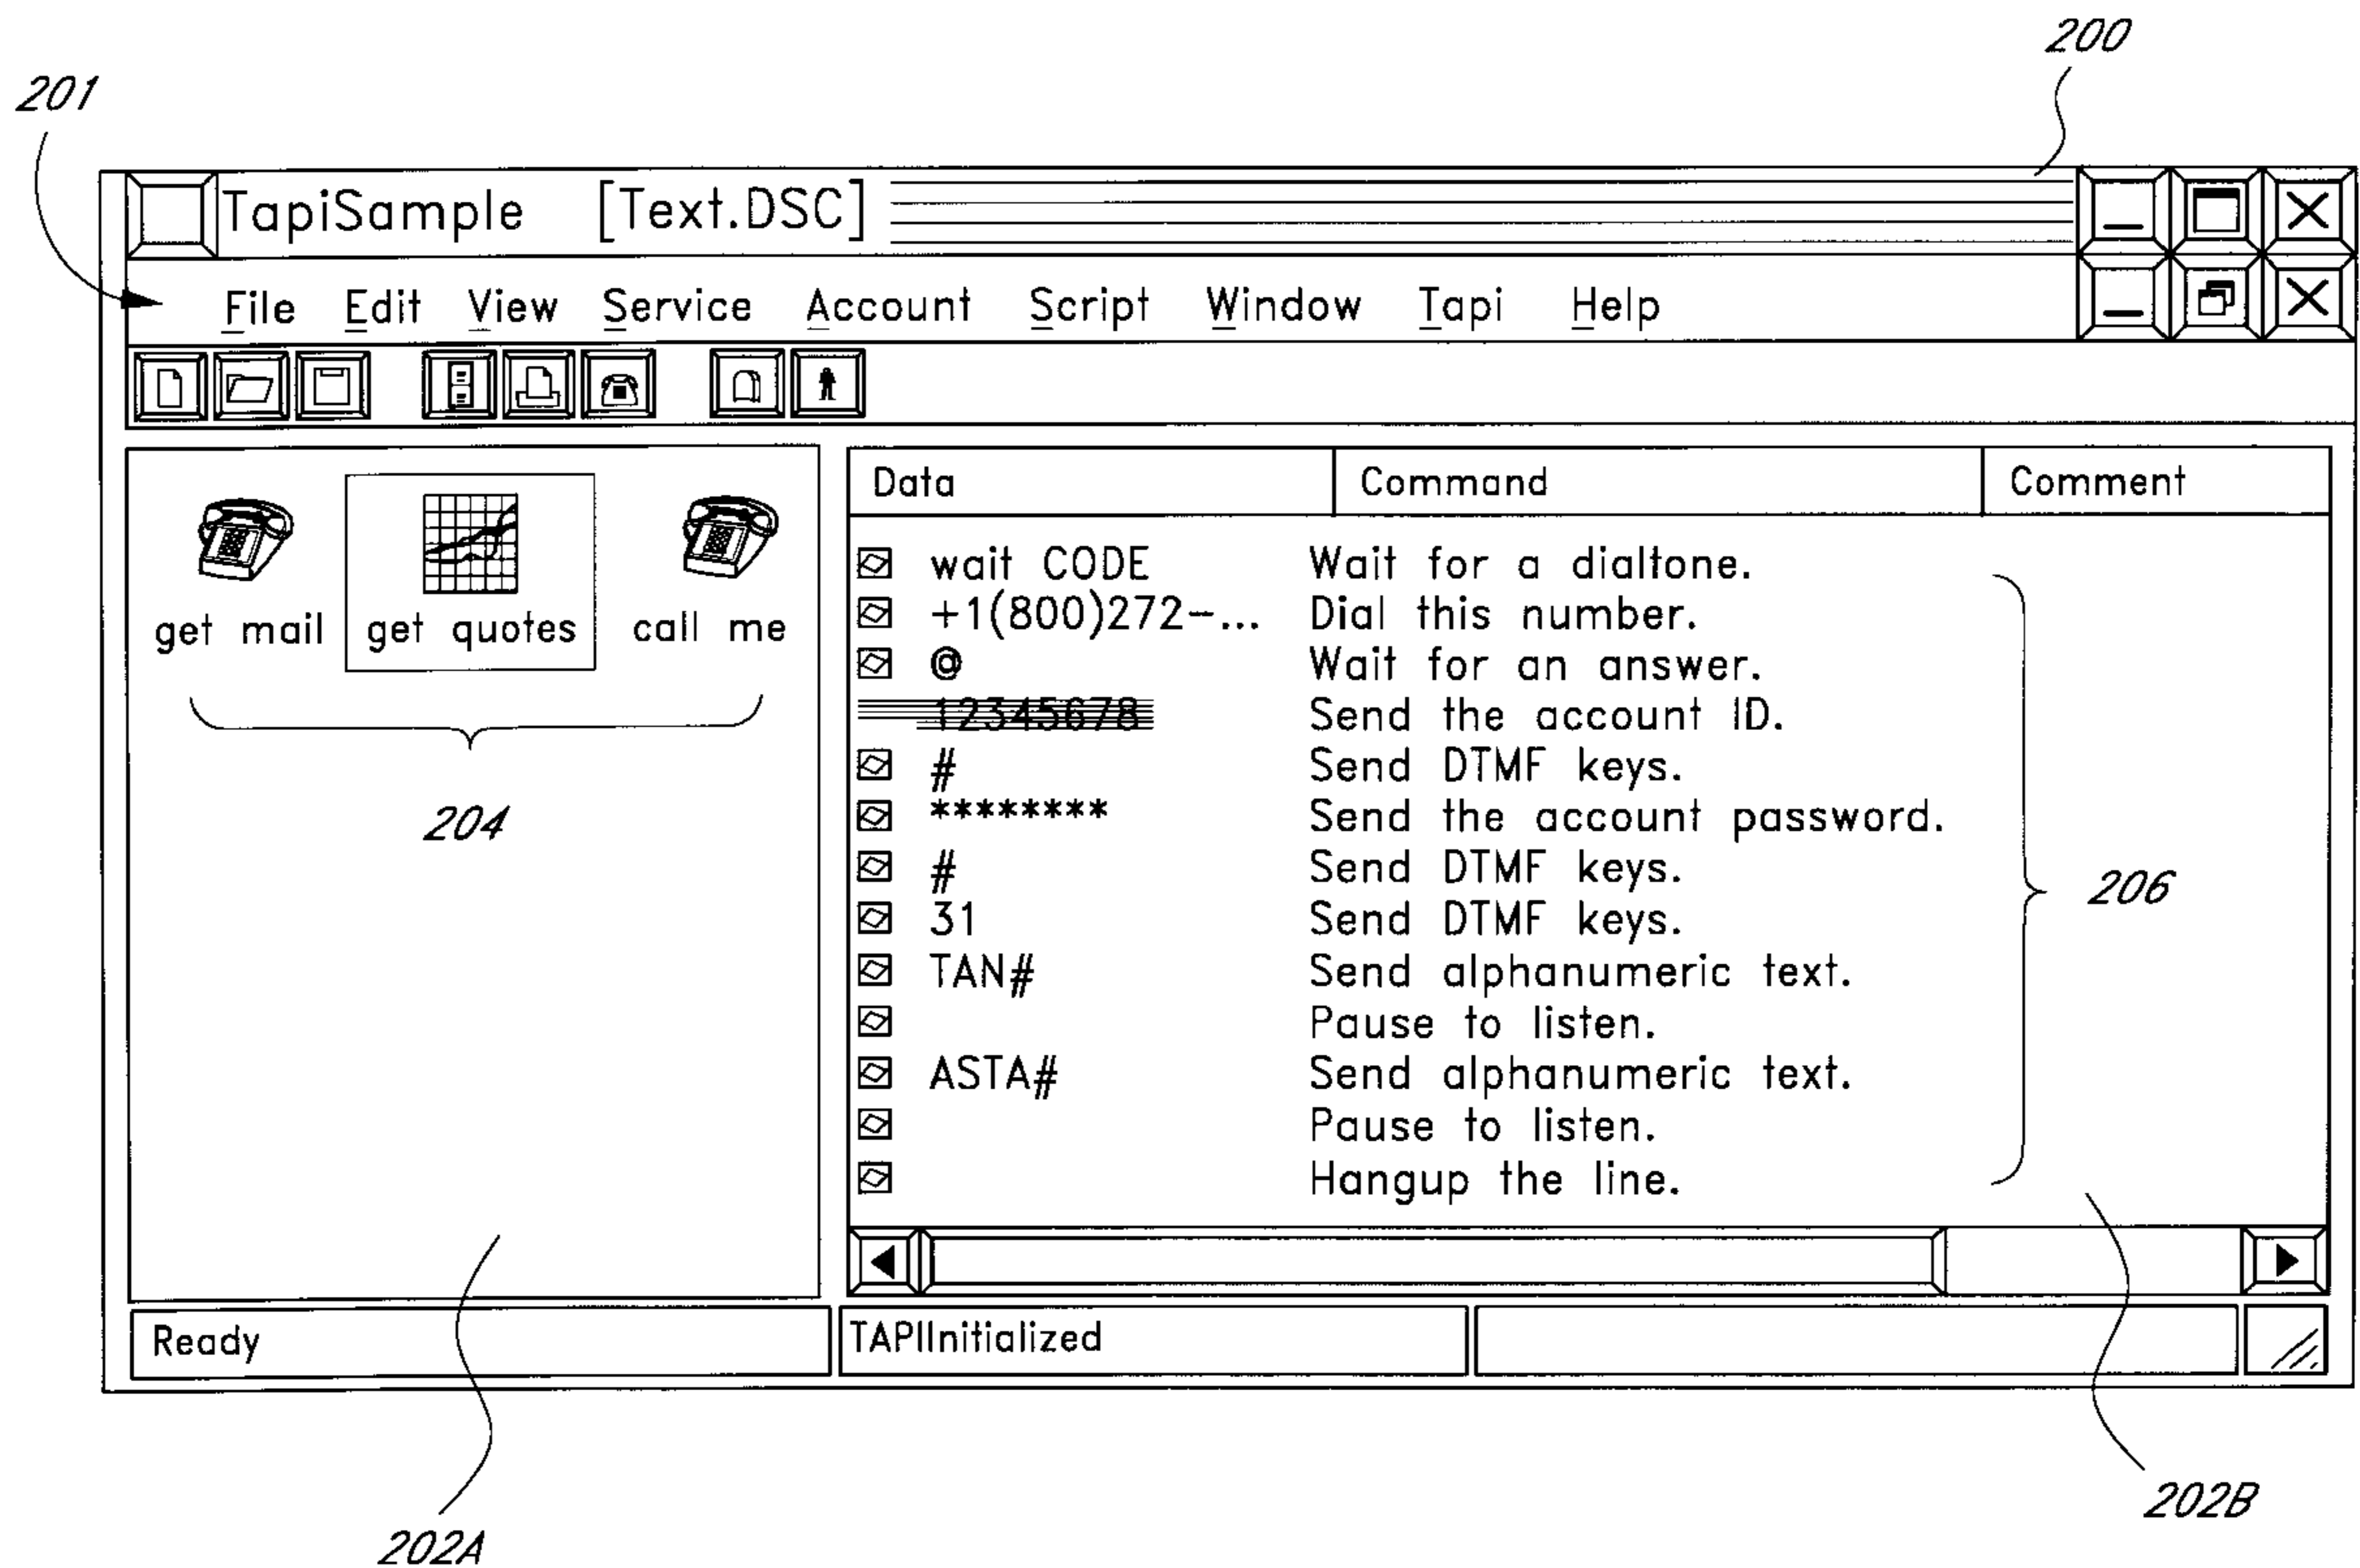 200
201
TapiSample [Text.DSC]
File Edit View Service Account Script Window Tapi Help
Data Command Comment
get mail get quotes call me
204
wait CODE Wait for a dialtone.
+1(800)272-... Dial this number.
@ Wait for an answer.
12345678 Send the account ID.
# Send DTMF keys.
******** Send the account password.
# Send DTMF keys.
31 Send DTMF keys.
TAN# Send alphanumeric text.
Pause to listen.
ASTA# Send alphanumeric text.
Pause to listen.
Hangup the line.
206
Ready TAPIInitialized
202A
202B